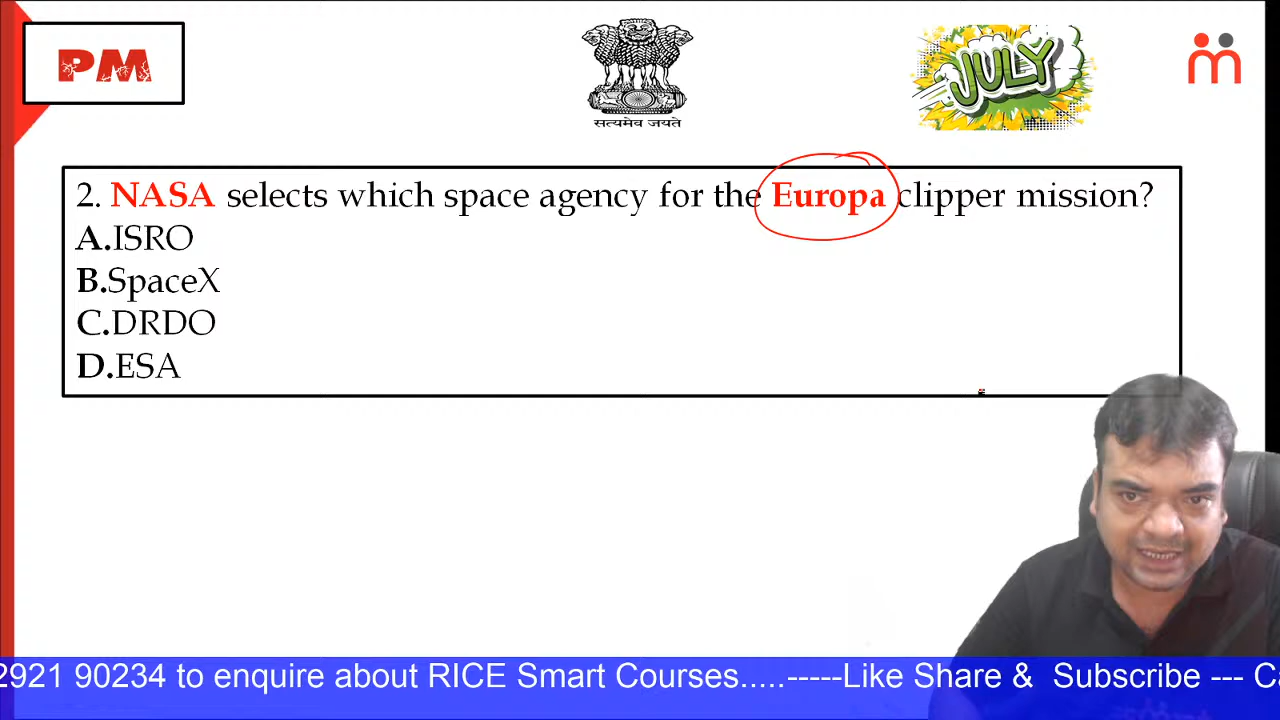 PM
सत्यमेव जयते
JULY
2. NASA selects which space agency for the Europa clipper mission?
A.ISRO
B.SpaceX
C.DRDO
D.ESA
2921 90234 to enquire about RICE Smart Courses.....-----Like Share & Subscribe --- Ca